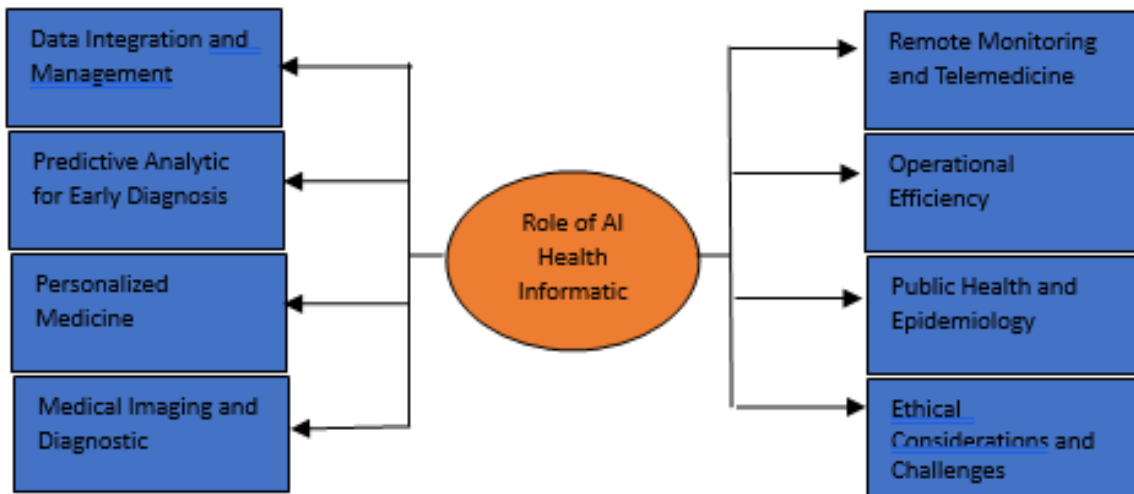 Data Integration and
Management
Predictive Analytic
for Early Diagnosis
Personalized
Medicine
Medical Imaging and
Diagnostic
Role of AI
Health
Informatic
Remote Monitoring
and Telemedicine
Operational
Efficiency
Public Health and
Epidemiology
Ethical
Considerations and
Challenges